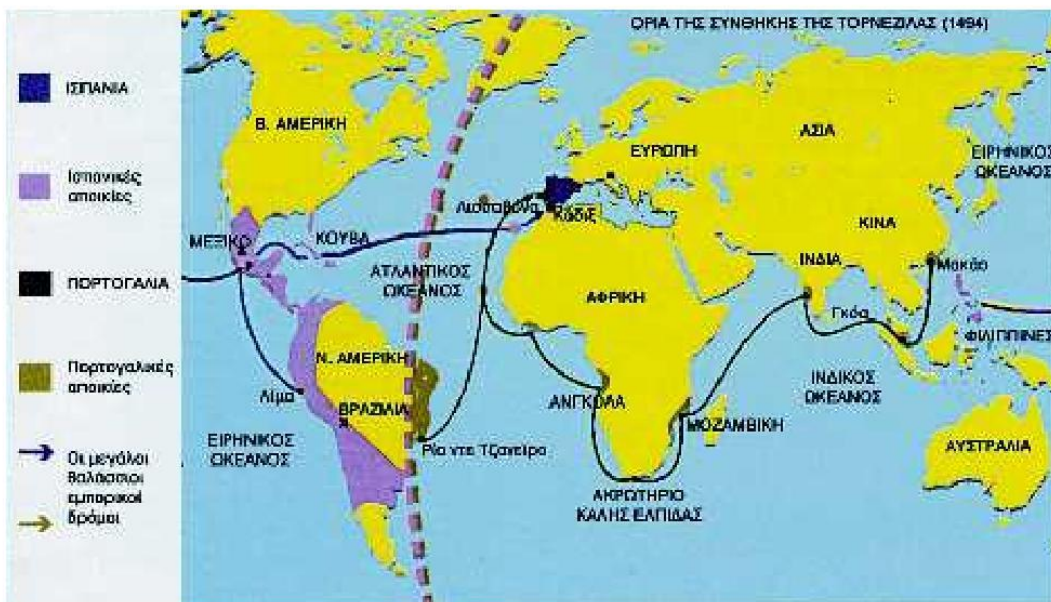 ΟΡΙΑ ΤΗΣ ΣΥΝΘΗΚΗΣ ΤΗΣ ΤΟΡΝΕΖΙΛΑΣ (1494)
ΙΣΠΑΝΙΑ
Ισπανικές
αποικίες
ΠΟΡΤΟΓΑΛΙΑ
Πορτογαλικές
αποικίες
Οι μεγάλοι
θαλάσσιοι
εμπορικοί
δρόμοι
Β. ΑΜΕΡΙΚΗ
ΕΥΡΩΠΗ
ΑΣΙΑ
ΕΙΡΗΝΙΚΟΣ
ΩΚΕΑΝΟΣ
Λισσαβόνα
Κάδιξ
ΚΙΝΑ
ΜΕΞΙΚΟ
ΚΟΥΒΑ
ΙΝΔΙΑ
Μακάο
ΑΤΛΑΝΤΙΚΟΣ
ΩΚΕΑΝΟΣ
ΑΦΡΙΚΗ
Γκόα
ΦΙΛΙΠΠΙΝΕΣ
Ν. ΑΜΕΡΙΚΗ
Λίμα
ΒΡΑΖΙΛΙΑ
ΑΝΓΚΟΛΑ
ΙΝΔΙΚΟΣ
ΩΚΕΑΝΟΣ
ΜΟΖΑΜΒΙΚΗ
ΕΙΡΗΝΙΚΟΣ
ΩΚΕΑΝΟΣ
Ρίο ντε Τζανέιρο
ΑΥΣΤΡΑΛΙΑ
ΑΚΡΩΤΗΡΙΟ
ΚΑΛΗΣ ΕΛΠΙΔΑΣ